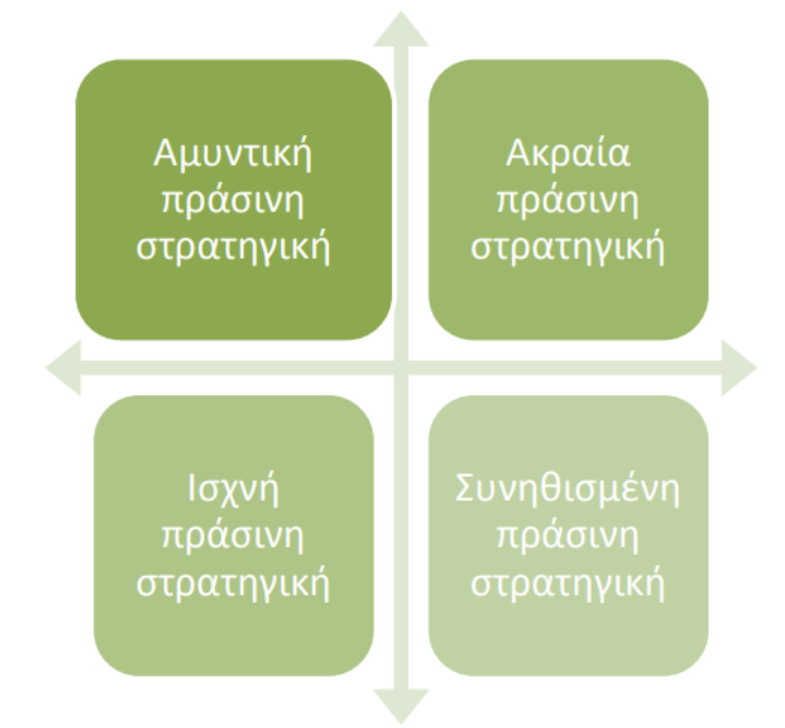 Αμυντική
πράσινη
στρατηγική
Ακραία
πράσινη
στρατηγική
Ισχνή
πράσινη
στρατηγική
Συνηθισμένη
πράσινη
στρατηγική